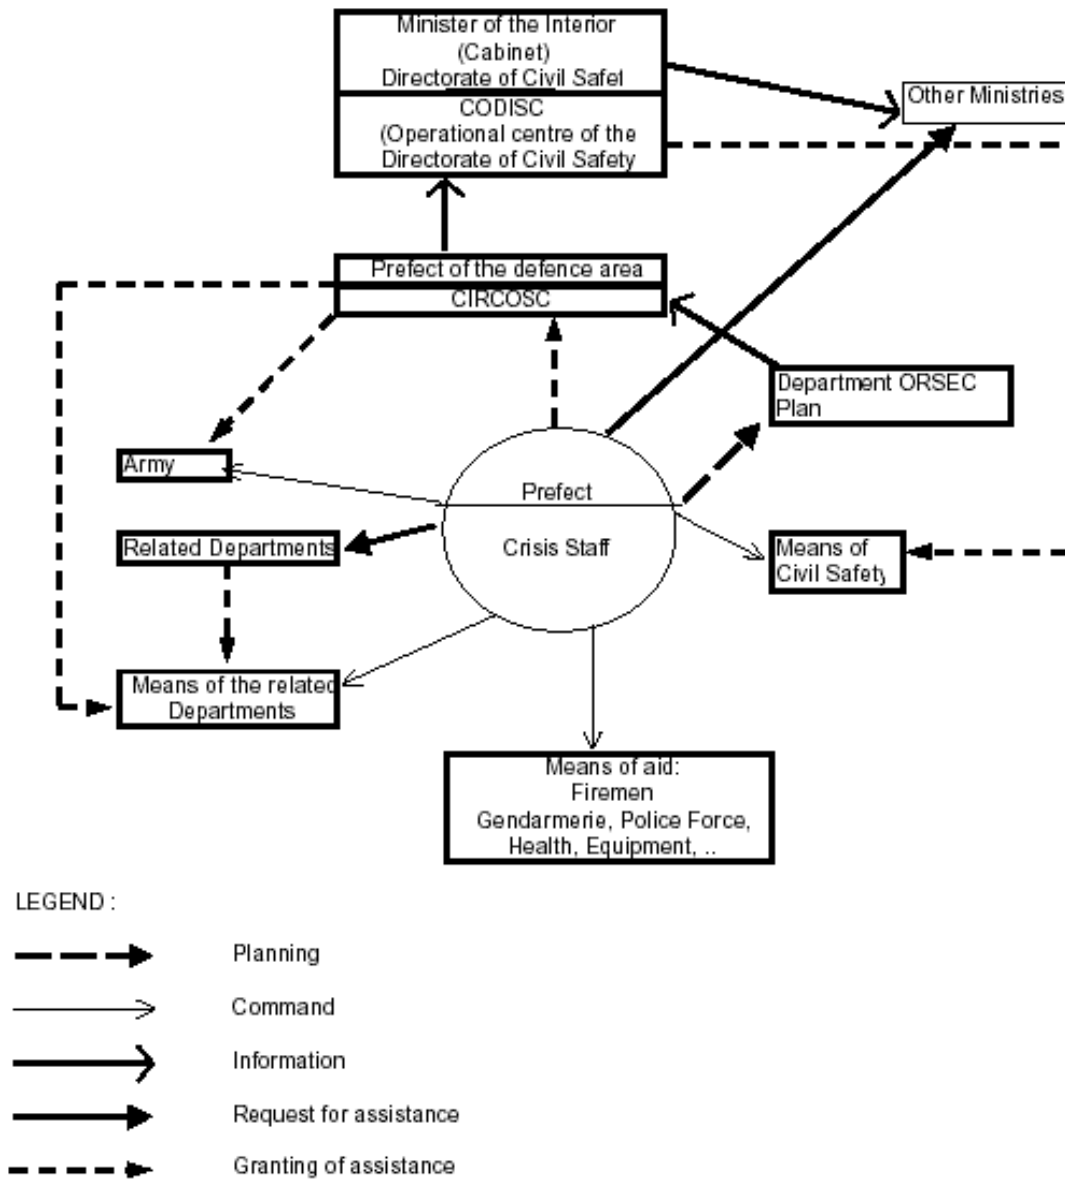 Minister of the Interior
(Cabinet)
Directorate of Civil Safet
CODISC
(Operational centre of the
Directorate of Civil Safety
Other Ministries
Prefect of the defence area
CIRCOSC
Department ORSEC
Plan
Army
Prefect
Related Departments
Crisis Staff
Means of
Civil Safety
Means of the related
Departments
Means of aid:
Firemen
Gendarmerie, Police Force,
Health, Equipment, ..
LEGEND :
Planning
Command
Information
Request for assistance
Granting of assistance